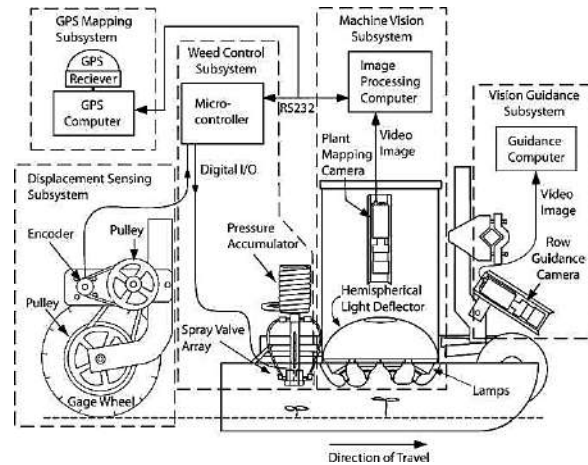 GPS Mapping
Subsystem
GPS
Reciever
GPS
Computer
Weed Control
Subsystem
Micro-
controller
RS232
Digital I/O
Machine Vision
Subsystem
Image
Processing
Computer
Plant
Mapping
Camera
Video
Image
Vision Guidance
Subsystem
Guidance
Computer
Video
Image
Row
Guidance
Camera
Displacement Sensing
Subsystem
Encoder
Pulley
Pulley
Gage Wheel
Pressure
Accumulator
Spray Valve
Array
Hemispherical
Light Deflector
Lamps
Direction of Travel